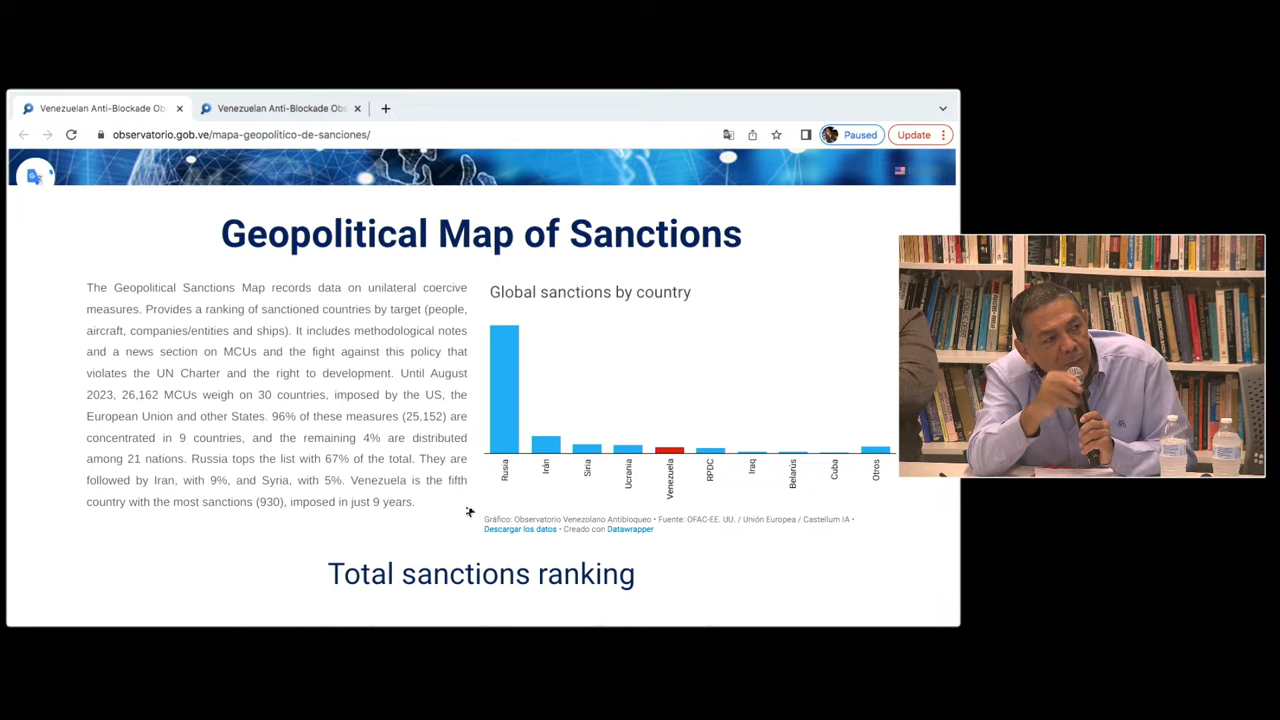 Venezuelan Anti-Blockade Obs
Venezuelan Anti-Blockade Obs
observatorio.gob.ve/mapa-geopolitico-de-sanciones/
Paused
Update
Geopolitical Map of Sanctions
The Geopolitical Sanctions Map records data on unilateral coercive
measures. Provides a ranking of sanctioned countries by target (people,
aircraft, companies/entities and ships). It includes methodological notes
and a news section on MCUs and the fight against this policy that
violates the UN Charter and the right to development. Until August
2023, 26,162 MCUs weigh on 30 countries, imposed by the US, the
European Union and other States. 96% of these measures (25,152) are
concentrated in 9 countries, and the remaining 4% are distributed
among 21 nations. Russia tops the list with 67% of the total. They are
followed by Iran, with 9%, and Syria, with 5%. Venezuela is the fifth
country with the most sanctions (930), imposed in just 9 years.
Global sanctions by country
Rusia
Irán
Siria
Ucrania
Venezuela
RPDC
Iraq
Belarús
Cuba
Otros
Gráfico: Observatorio Venezolano Antibloqueo • Fuente: OFAC-EE. UU. / Unión Europea / Castellum IA •
Descargar los datos • Creado con Datawrapper
Total sanctions ranking